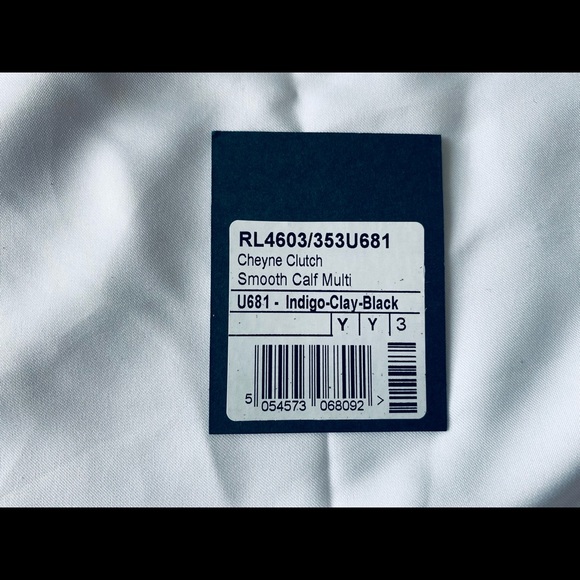 RL4603/353U681
Cheyne Clutch
Smooth Calf Multi
U681 - Indigo-Clay-Black
Y Y 3
5 054573 068092 >